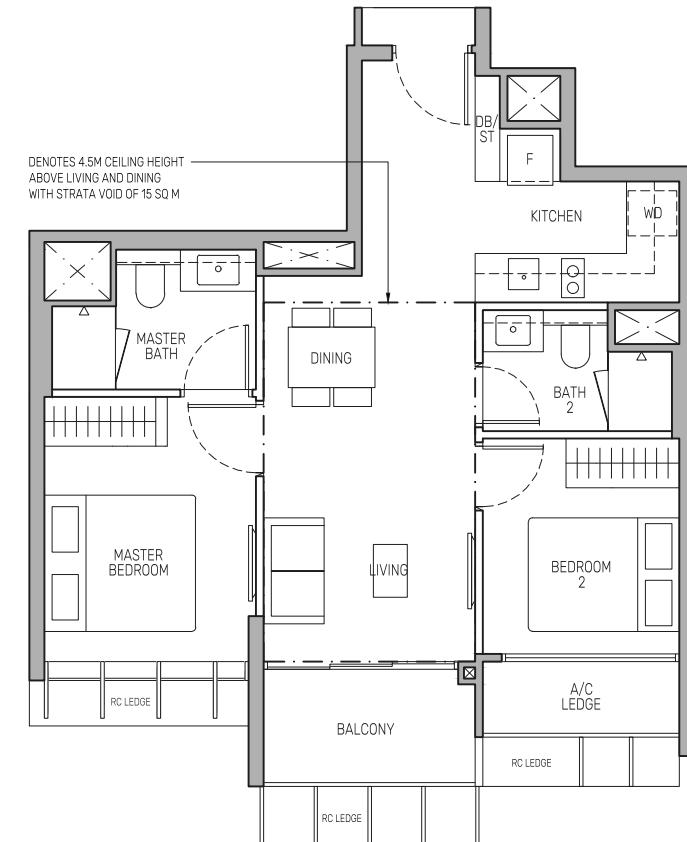 DB/
ST
F
DENOTES 4.5M CEILING HEIGHT
ABOVE LIVING AND DINING
WITH STRATA VOID OF 15 SQ M
KITCHEN
WD
MASTER
BATH
DINING
BATH
2
MASTER
BEDROOM
LIVING
BEDROOM
2
RC LEDGE
A/C
LEDGE
BALCONY
RC LEDGE
RC LEDGE